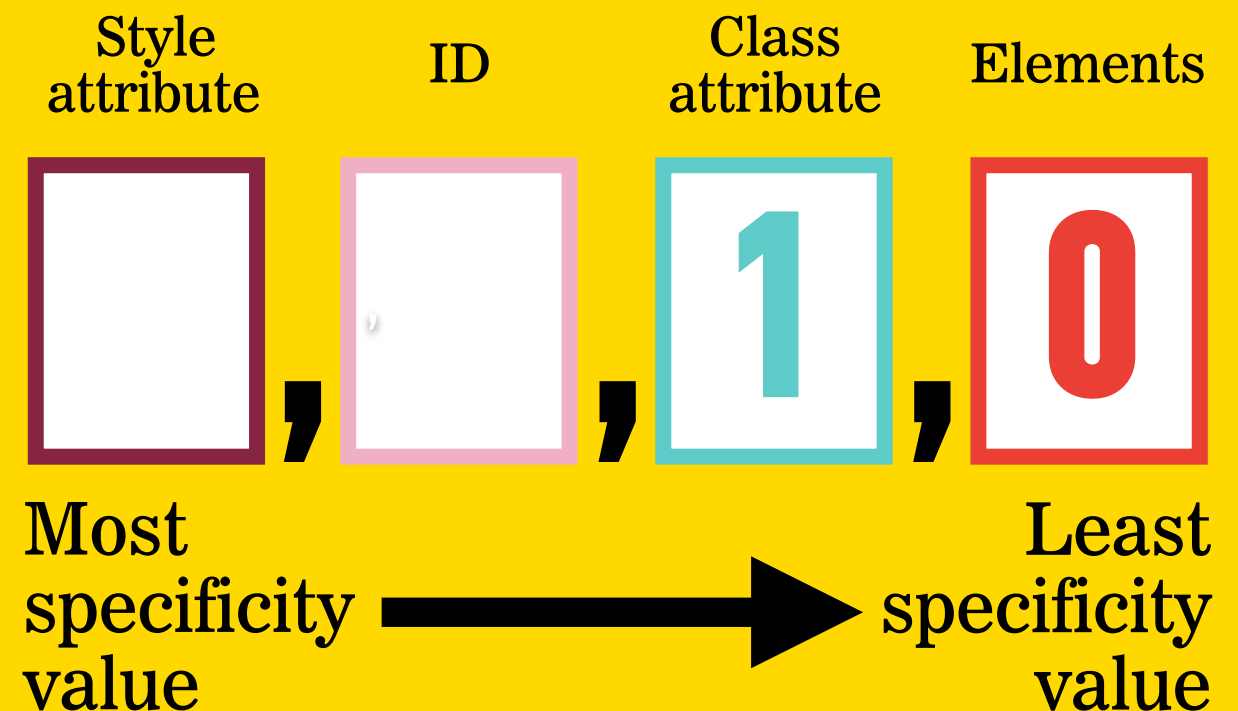 Style
attribute
ID
Class
attribute
Elements
, , 1 , 0
,
Most
specificity
value
Least
specificity
value